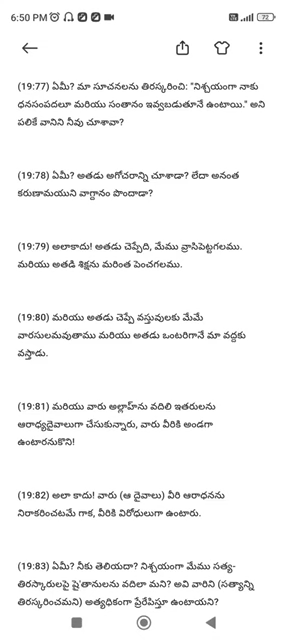 6:50 PM
72
(19:77) ఏమీ? మా సూచనలను తిరస్కరించి: "నిశ్చయంగా నాకు
ధనసంపదలూ మరియు సంతానం ఇవ్వబడుతూనే ఉంటాయి." అని
పలికే వానిని నీవు చూశావా?
(19:78) ఏమీ? అతడు అగోచరాన్ని చూశాడా? లేదా అనంత
కరుణామయుని వాగ్దానం పొందాడా?
(19:79) అలాకాదు! అతడు చెప్పేది, మేము వ్రాసిపెట్టగలము.
మరియు అతడి శిక్షను మరింత పెంచగలము.
(19:80) మరియు అతడు చెప్పే వస్తువులకు మేమే
వారసులమవుతాము మరియు అతడు ఒంటరిగానే మా వద్దకు
వస్తాడు.
(19:81) మరియు వారు అల్లాహ్‌ను వదిలి ఇతరులను
ఆరాధ్యదైవాలుగా చేసుకున్నారు, వారు వీరికి అండగా
ఉంటారనుకొని!
(19:82) అలా కాదు! వారు (ఆ దైవాలు) వీరి ఆరాధనను
నిరాకరించటమే గాక, వీరికి విరోధులుగా ఉంటారు.
(19:83) ఏమీ? నీకు తెలియదా? నిశ్చయంగా మేము సత్య-
తిరస్కారులపై షై'తానులను వదిలా మని? అవి వారిని (సత్యాన్ని
తిరస్కరించమని) అత్యధికంగా ప్రేరేపిస్తూ ఉంటాయని?